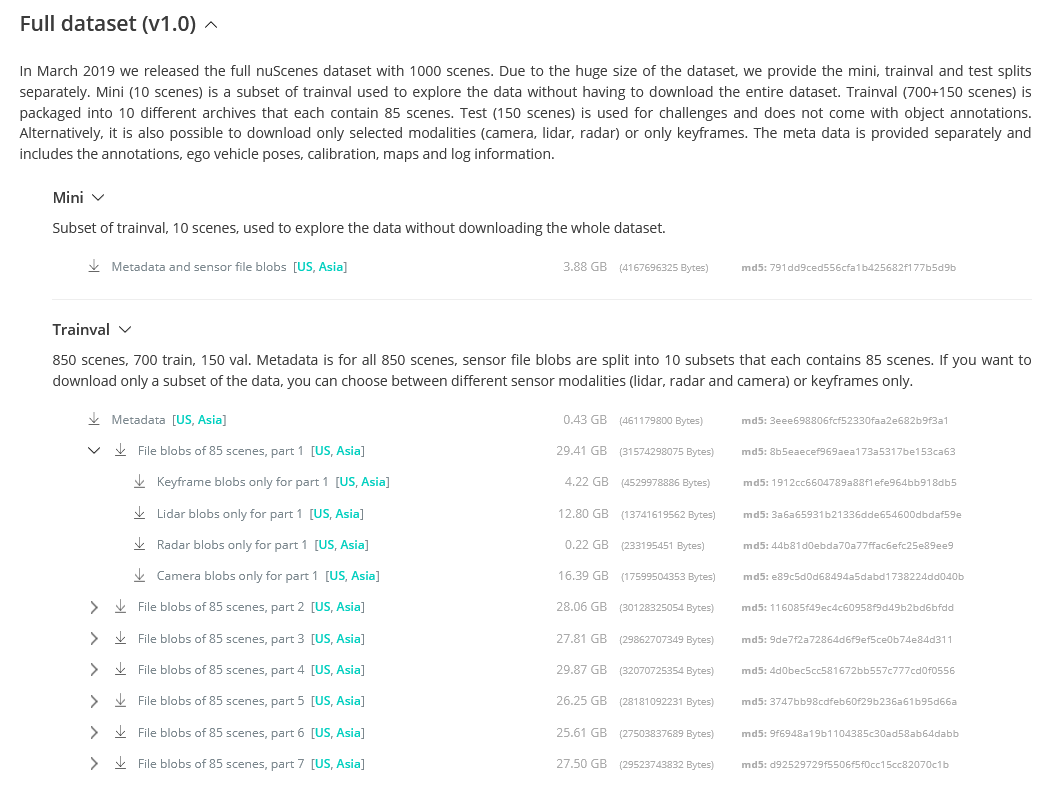 Full dataset (v1.0)
In March 2019 we released the full nuScenes dataset with 1000 scenes. Due to the huge size of the dataset, we provide the mini, trainval and test splits
separately. Mini (10 scenes) is a subset of trainval used to explore the data without having to download the entire dataset. Trainval (700+150 scenes) is
packaged into 10 different archives that each contain 85 scenes. Test (150 scenes) is used for challenges and does not come with object annotations.
Alternatively, it is also possible to download only selected modalities (camera, lidar, radar) or only keyframes. The meta data is provided separately and
includes the annotations, ego vehicle poses, calibration, maps and log information.
Mini
Subset of trainval, 10 scenes, used to explore the data without downloading the whole dataset.
Metadata and sensor file blobs [US, Asia] 3.88 GB (4167696325 Bytes) md5: 791dd9ced556cfa1b425682f177b5d9b
Trainval
850 scenes, 700 train, 150 val. Metadata is for all 850 scenes, sensor file blobs are split into 10 subsets that each contains 85 scenes. If you want to
download only a subset of the data, you can choose between different sensor modalities (lidar, radar and camera) or keyframes only.
Metadata [US, Asia] 0.43 GB (461179800 Bytes) md5: 3eee698806fcf52330faa2e682b9f3a1
File blobs of 85 scenes, part 1 [US, Asia] 29.41 GB (31574298075 Bytes) md5: 8b5eaecef969aea173a5317be153ca63
Keyframe blobs only for part 1 [US, Asia] 4.22 GB (4529978886 Bytes) md5: 1912cc6604789a88f1efe964bb918db5
Lidar blobs only for part 1 [US, Asia] 12.80 GB (13741619562 Bytes) md5: 3a6a65931b21336dde654600dbdaf59e
Radar blobs only for part 1 [US, Asia] 0.22 GB (233195451 Bytes) md5: 44b81d0ebda70a77ffac6efc25e89ee9
Camera blobs only for part 1 [US, Asia] 16.39 GB (17599504353 Bytes) md5: e89c5d0d68494a5dabd1738224dd040b
File blobs of 85 scenes, part 2 [US, Asia] 28.06 GB (30128325054 Bytes) md5: 116085f49ec4c60958f9d49b2bd6bfdd
File blobs of 85 scenes, part 3 [US, Asia] 27.81 GB (29862707349 Bytes) md5: 9de7f2a72864d6f9ef5ce0b74e84d311
File blobs of 85 scenes, part 4 [US, Asia] 29.87 GB (32070725354 Bytes) md5: 4d0bec5cc581672bb557c777cd0f0556
File blobs of 85 scenes, part 5 [US, Asia] 26.25 GB (28181092231 Bytes) md5: 3747bb98cdfeb60f29b236a61b95d66a
File blobs of 85 scenes, part 6 [US, Asia] 25.61 GB (27503837689 Bytes) md5: 9f6948a19b1104385c30ad58ab64dabb
File blobs of 85 scenes, part 7 [US, Asia] 27.50 GB (29523743832 Bytes) md5: d92529729f5506f5f0cc15cc82070c1b